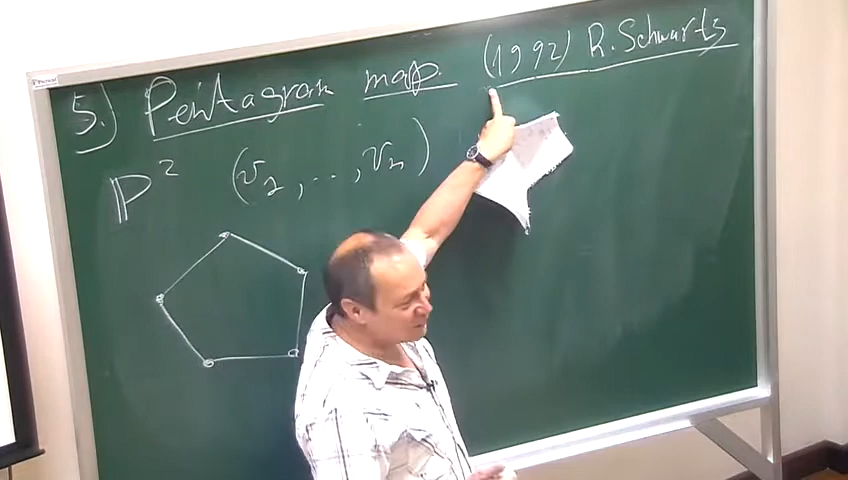 5.) Pentagram map (1992) R. Schwartz
ℙ² (v₁, ..., vₙ)